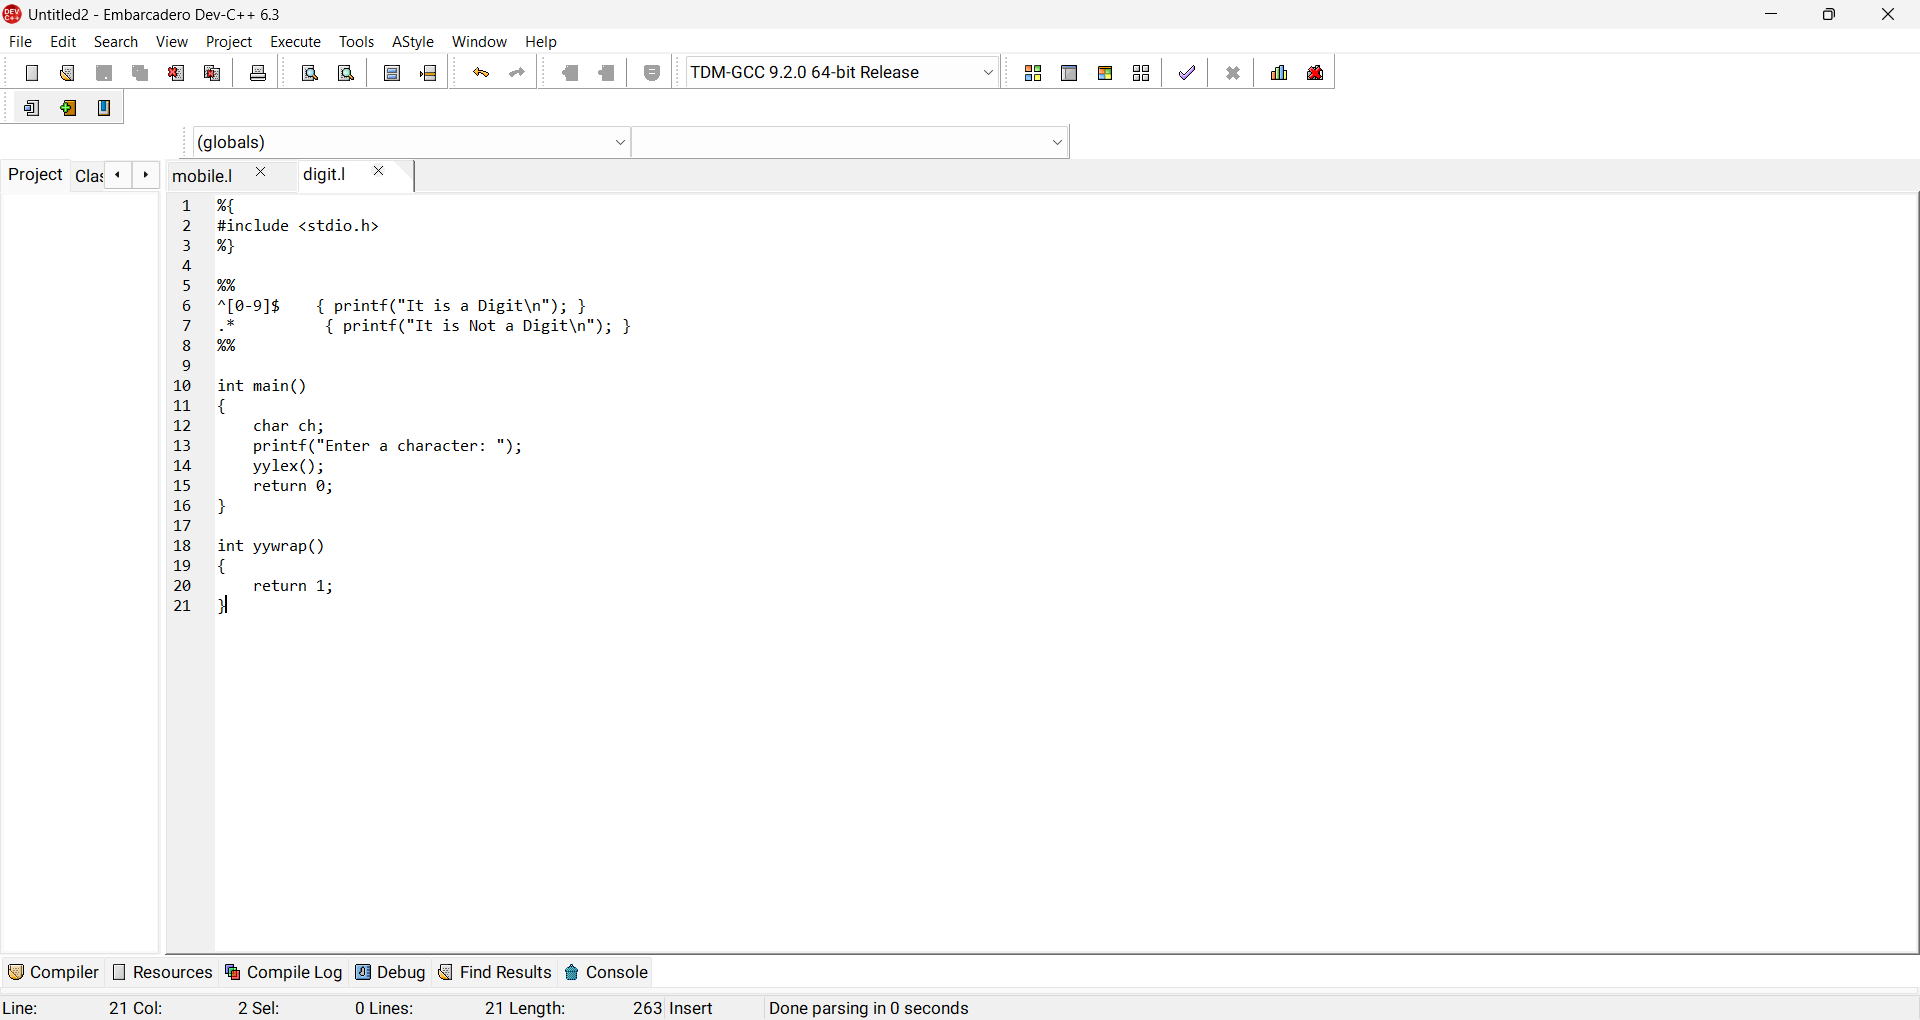 DEV C++ Untitled2 - Embarcadero Dev-C++ 6.3
File Edit Search View Project Execute Tools AStyle Window Help
TDM-GCC 9.2.0 64-bit Release
(globals)
Project Clas mobile.l digit.l
1 %{
2 #include <stdio.h>
3 %}
4
5 %%
6 ^[0-9]$    { printf("It is a Digit\n"); }
7 .*          { printf("It is Not a Digit\n"); }
8 %%
9
10 int main()
11 {
12     char ch;
13     printf("Enter a character: ");
14     yylex();
15     return 0;
16 }
17
18 int yywrap()
19 {
20     return 1;
21 }
Compiler Resources Compile Log Debug Find Results Console
Line: 21 Col: 2 Sel: 0 Lines: 21 Length: 263 Insert Done parsing in 0 seconds